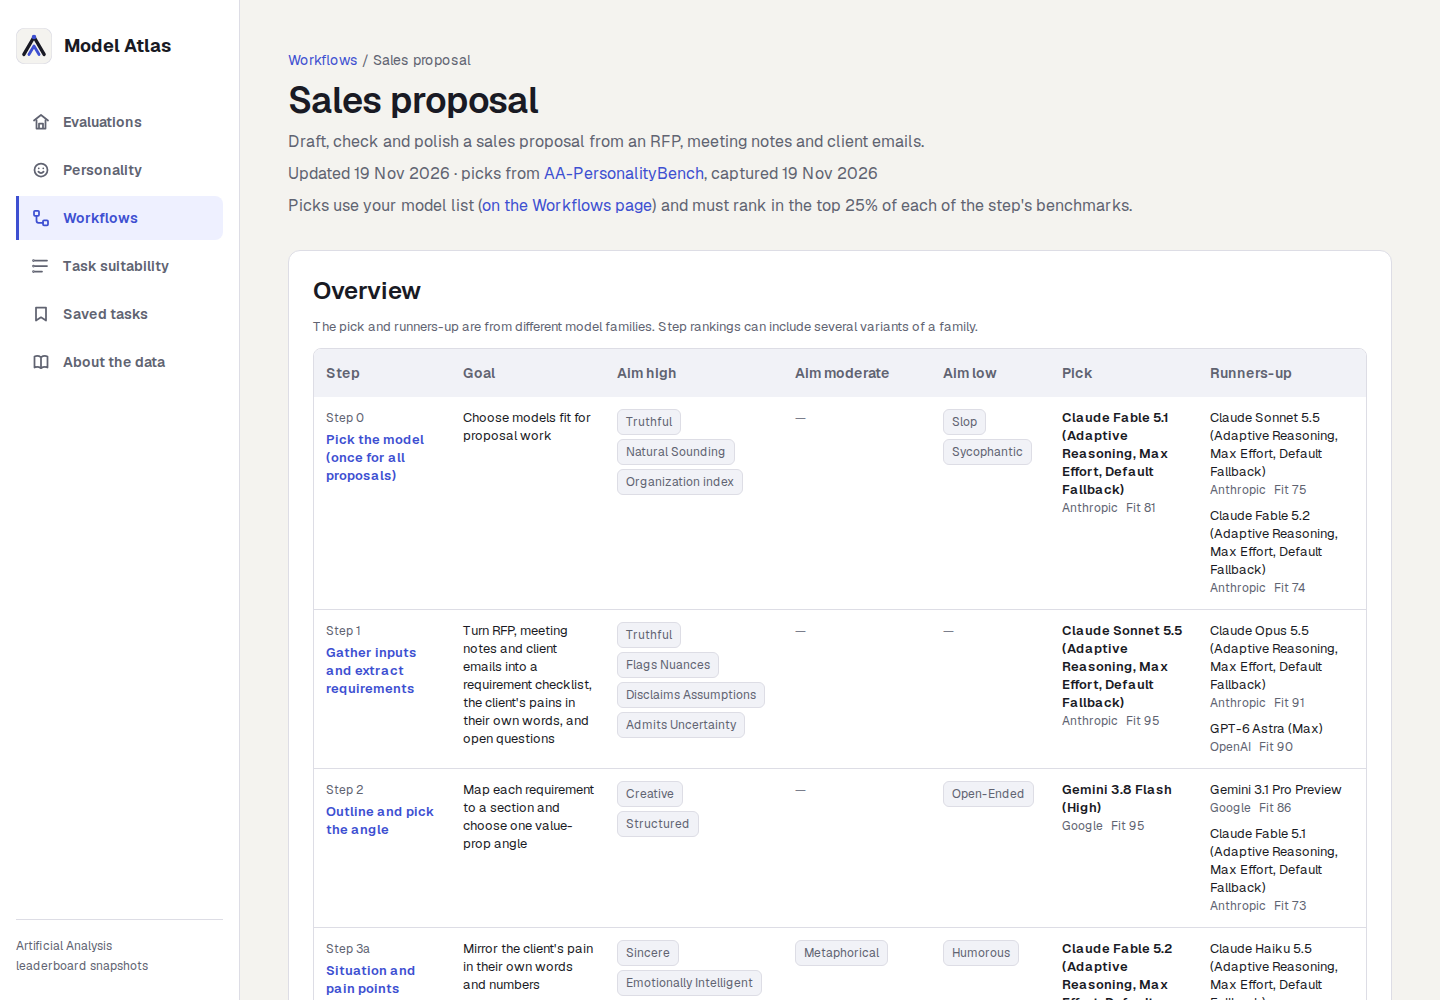 Model Atlas
Evaluations
Personality
Workflows
Task suitability
Saved tasks
About the data
Artificial Analysis
leaderboard snapshots
Workflows / Sales proposal
Sales proposal
Draft, check and polish a sales proposal from an RFP, meeting notes and client emails.
Updated 19 Nov 2026 · picks from AA-PersonalityBench, captured 19 Nov 2026
Picks use your model list (on the Workflows page) and must rank in the top 25% of each of the step's benchmarks.
Overview
The pick and runners-up are from different model families. Step rankings can include several variants of a family.
Step Goal Aim high Aim moderate Aim low Pick Runners-up
Step 0
Pick the model
(once for all
proposals)
Choose models fit for
proposal work
Truthful
Natural Sounding
Organization index
—
Slop
Sycophantic
Claude Fable 5.1
(Adaptive
Reasoning, Max
Effort, Default
Fallback)
Anthropic Fit 81
Claude Sonnet 5.5
(Adaptive Reasoning,
Max Effort, Default
Fallback)
Anthropic Fit 75
Claude Fable 5.2
(Adaptive Reasoning,
Max Effort, Default
Fallback)
Anthropic Fit 74
Step 1
Gather inputs
and extract
requirements
Turn RFP, meeting
notes and client
emails into a
requirement checklist,
the client's pains in
their own words, and
open questions
Truthful
Flags Nuances
Disclaims Assumptions
Admits Uncertainty
—
—
Claude Sonnet 5.5
(Adaptive
Reasoning, Max
Effort, Default
Fallback)
Anthropic Fit 95
Claude Opus 5.5
(Adaptive Reasoning,
Max Effort, Default
Fallback)
Anthropic Fit 91
GPT-6 Astra (Max)
OpenAI Fit 90
Step 2
Outline and pick
the angle
Map each requirement
to a section and
choose one value-
prop angle
Creative
Structured
—
Open-Ended
Gemini 3.8 Flash
(High)
Google Fit 95
Gemini 3.1 Pro Preview
Google Fit 86
Claude Fable 5.1
(Adaptive Reasoning,
Max Effort, Default
Fallback)
Anthropic Fit 73
Step 3a
Situation and
pain points
Mirror the client's pain
in their own words
and numbers
Sincere
Emotionally Intelligent
Metaphorical
Humorous
Claude Fable 5.2
(Adaptive
Reasoning, Max
Effort, Default
Claude Haiku 5.5
(Adaptive Reasoning,
Max Effort, Default
Fallback)